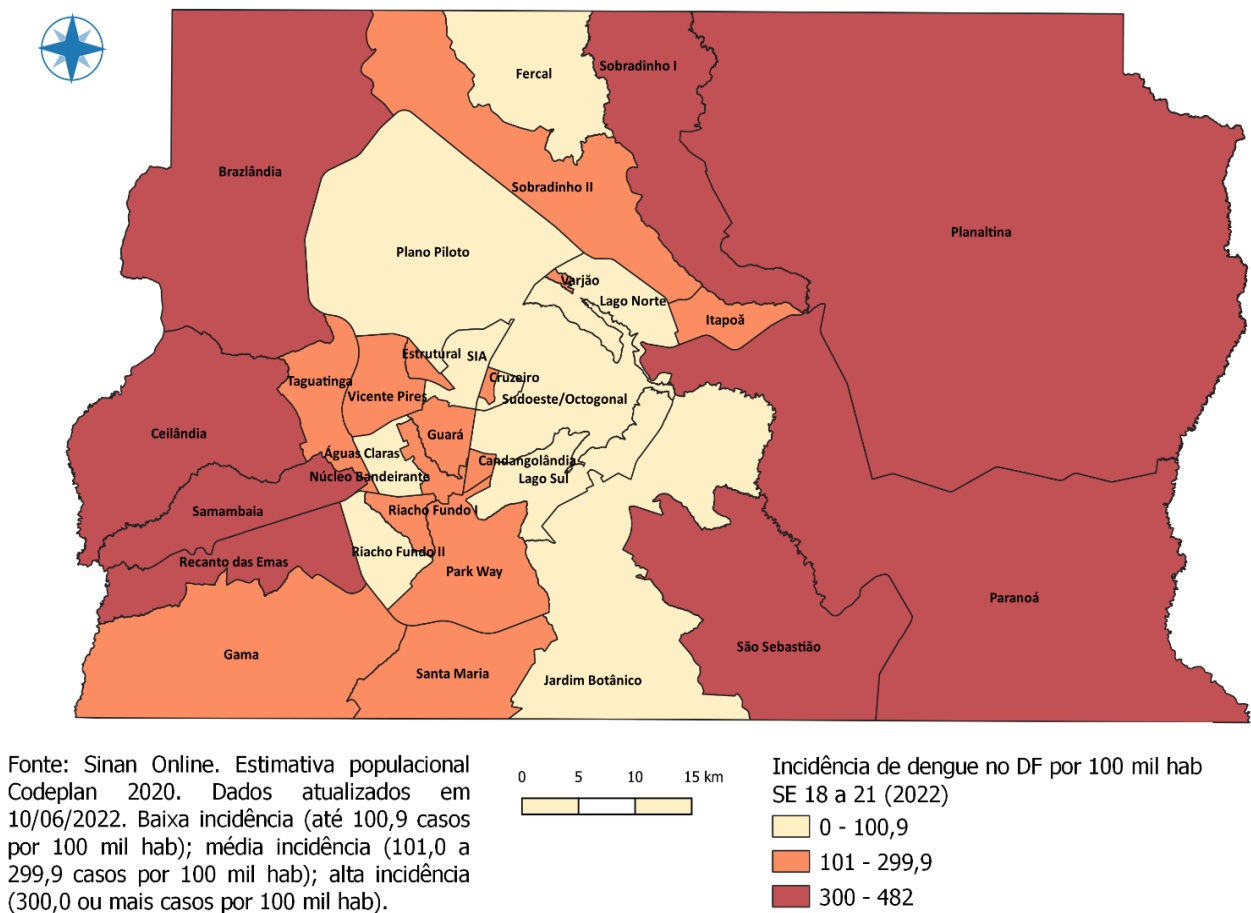 Fercal
Sobradinho I
Brazlândia
Sobradinho II
Planaltina
Plano Piloto
Varjão
Lago Norte
Itapoã
Estrutural
SIA
Taguatinga
Cruzeiro
Vicente Pires
Sudoeste/Octogonal
Ceilândia
Guará
Águas Claras
Candangolândia
Núcleo Bandeirante
Lago Sul
Samambaia
Riacho Fundo I
Riacho Fundo II
Recanto das Emas
Park Way
Paranoá
São Sebastião
Gama
Santa Maria
Jardim Botânico
Fonte: Sinan Online. Estimativa populacional
Codeplan 2020. Dados atualizados em
10/06/2022. Baixa incidência (até 100,9 casos
por 100 mil hab); média incidência (101,0 a
299,9 casos por 100 mil hab); alta incidência
(300,0 ou mais casos por 100 mil hab).
0 5 10 15 km
Incidência de dengue no DF por 100 mil hab
SE 18 a 21 (2022)
0 - 100,9
101 - 299,9
300 - 482